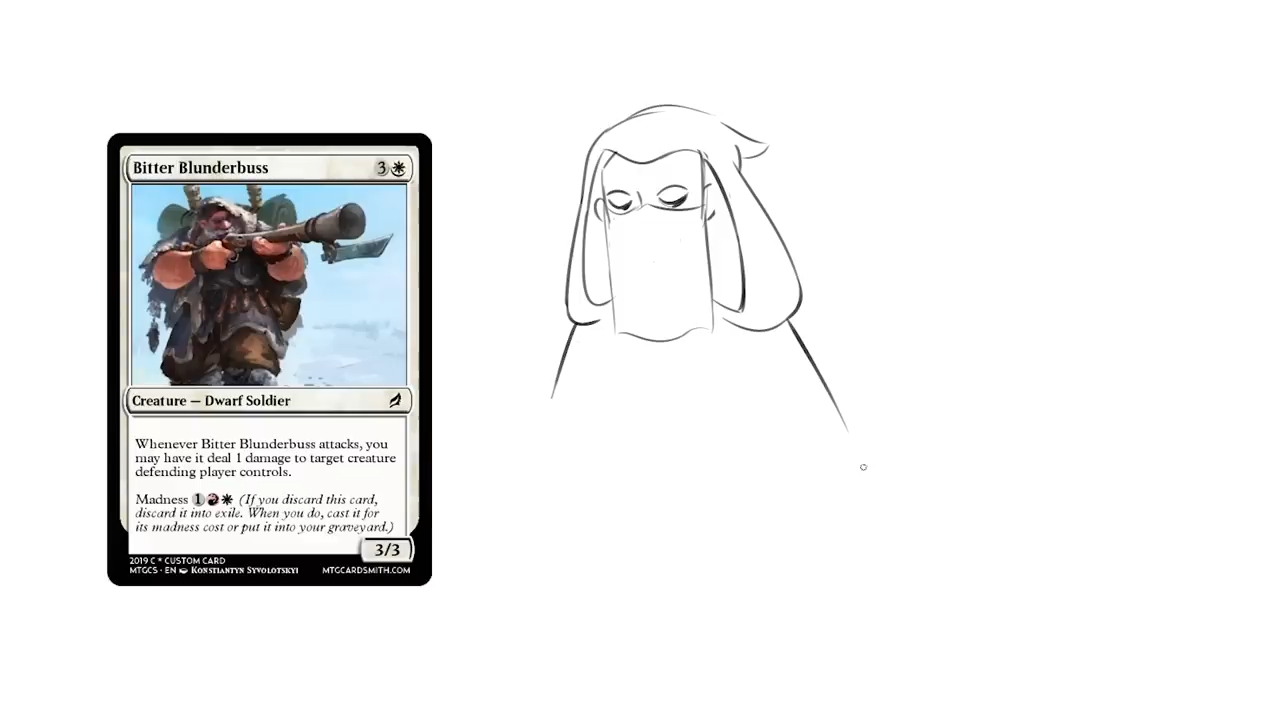 Bitter Blunderbuss 3
Creature — Dwarf Soldier
Whenever Bitter Blunderbuss attacks, you
may have it deal 1 damage to target creature
defending player controls.
Madness 1 (If you discard this card,
discard it into exile. When you do, cast it for
its madness cost or put it into your graveyard.)
3/3
2019 C * CUSTOM CARD
MTGCS · EN KONSTIANTYN SYVOLOTSKYI MTGCARDSMITH.COM